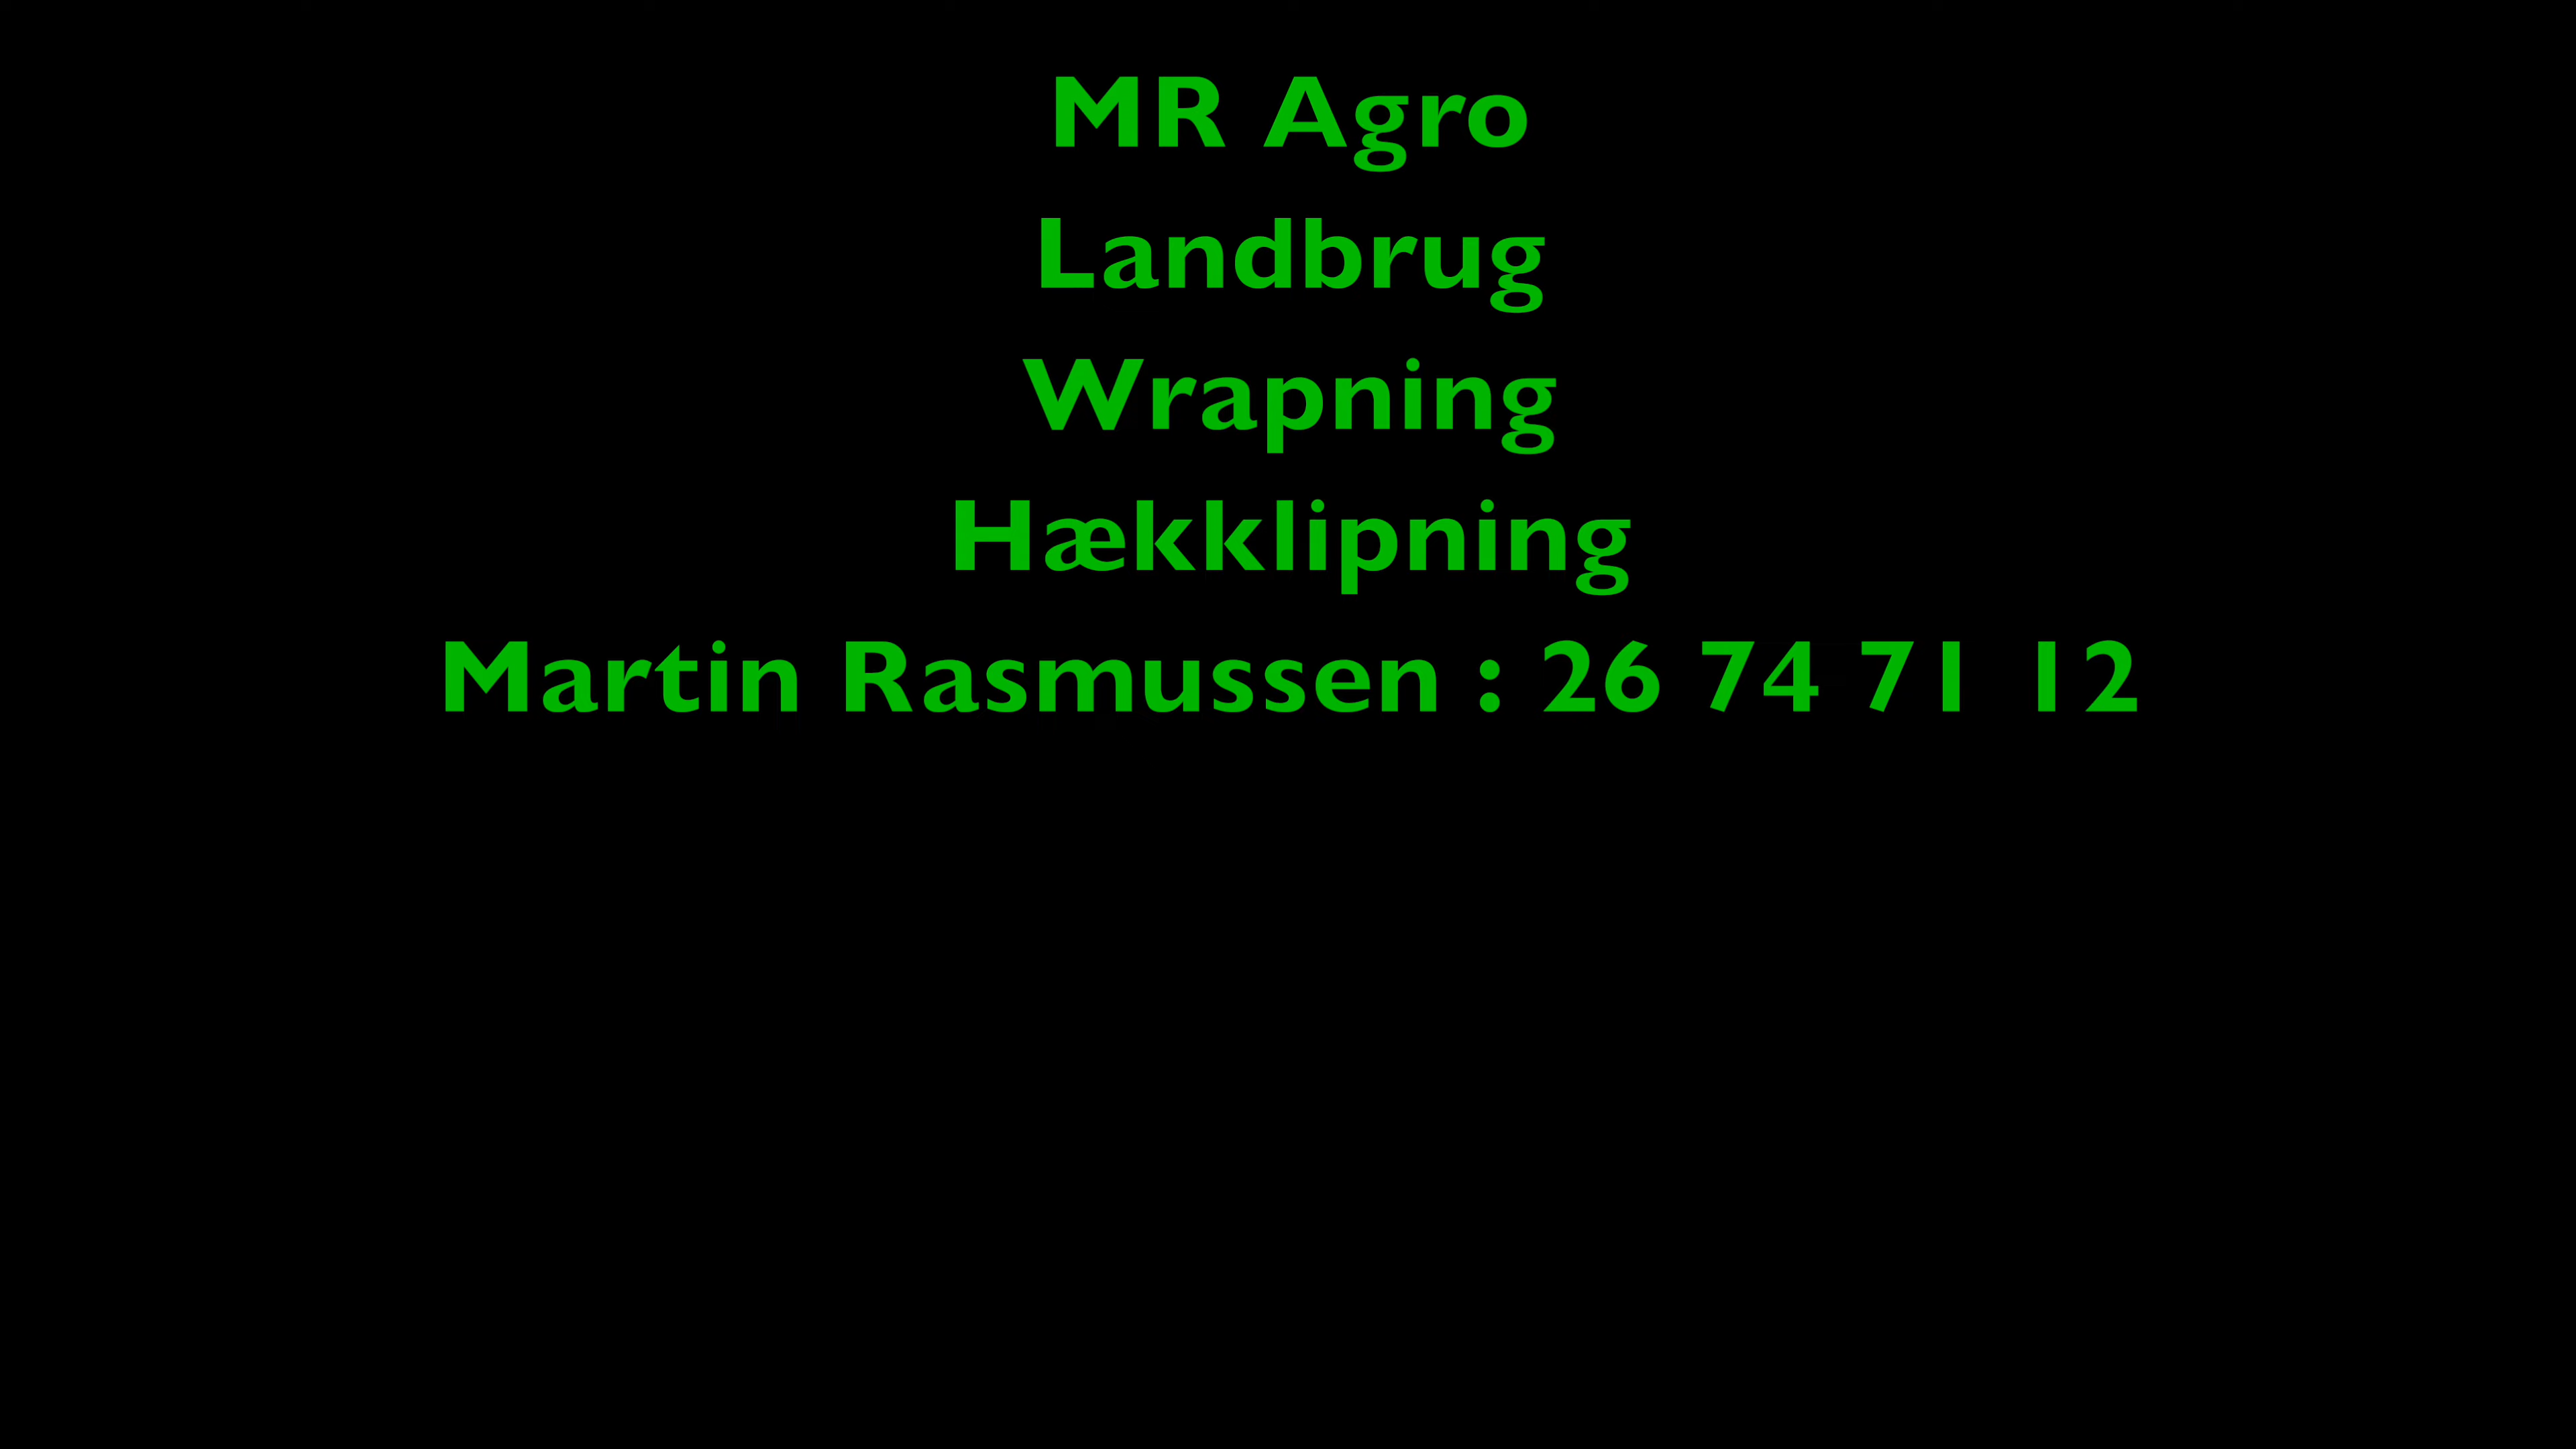 MR Agro
Landbrug
Wrapning
Hækklipning
Martin Rasmussen : 26 74 71 12